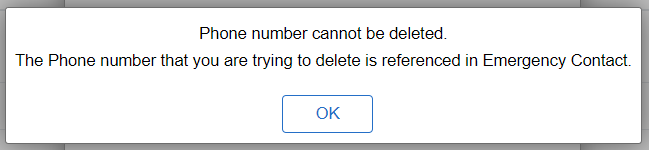 Phone number cannot be deleted.
The Phone number that you are trying to delete is referenced in Emergency Contact.
OK